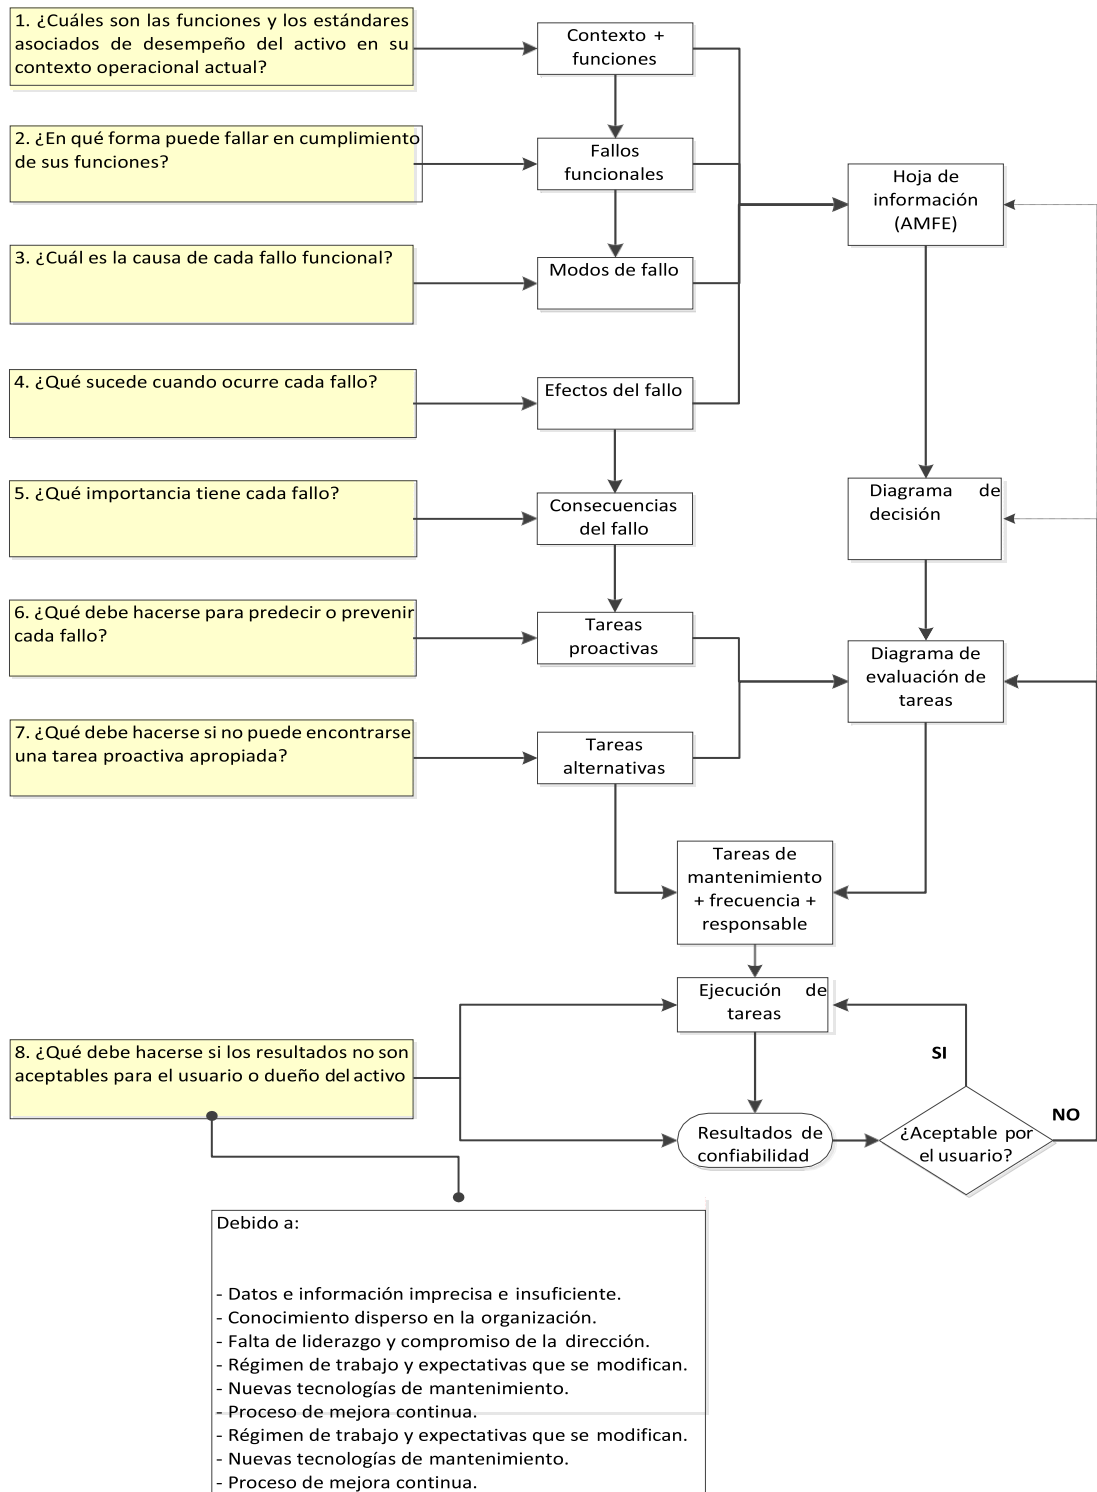 1. ¿Cuáles son las funciones y los estándares
asociados de desempeño del activo en su
contexto operacional actual?
Contexto +
funciones
2. ¿En qué forma puede fallar en cumplimiento
de sus funciones?
Fallos
funcionales
Hoja de
información
(AMFE)
3. ¿Cuál es la causa de cada fallo funcional?
Modos de fallo
4. ¿Qué sucede cuando ocurre cada fallo?
Efectos del fallo
5. ¿Qué importancia tiene cada fallo?
Consecuencias
del fallo
Diagrama de
decisión
6. ¿Qué debe hacerse para predecir o prevenir
cada fallo?
Tareas
proactivas
Diagrama de
evaluación de
tareas
7. ¿Qué debe hacerse si no puede encontrarse
una tarea proactiva apropiada?
Tareas
alternativas
Tareas de
mantenimiento
+ frecuencia +
responsable
Ejecución de
tareas
8. ¿Qué debe hacerse si los resultados no son
aceptables para el usuario o dueño del activo
SI
NO
Resultados de
confiabilidad
¿Aceptable por
el usuario?
Debido a:
- Datos e información imprecisa e insuficiente.
- Conocimiento disperso en la organización.
- Falta de liderazgo y compromiso de la dirección.
- Régimen de trabajo y expectativas que se modifican.
- Nuevas tecnologías de mantenimiento.
- Proceso de mejora continua.
- Régimen de trabajo y expectativas que se modifican.
- Nuevas tecnologías de mantenimiento.
- Proceso de mejora continua.